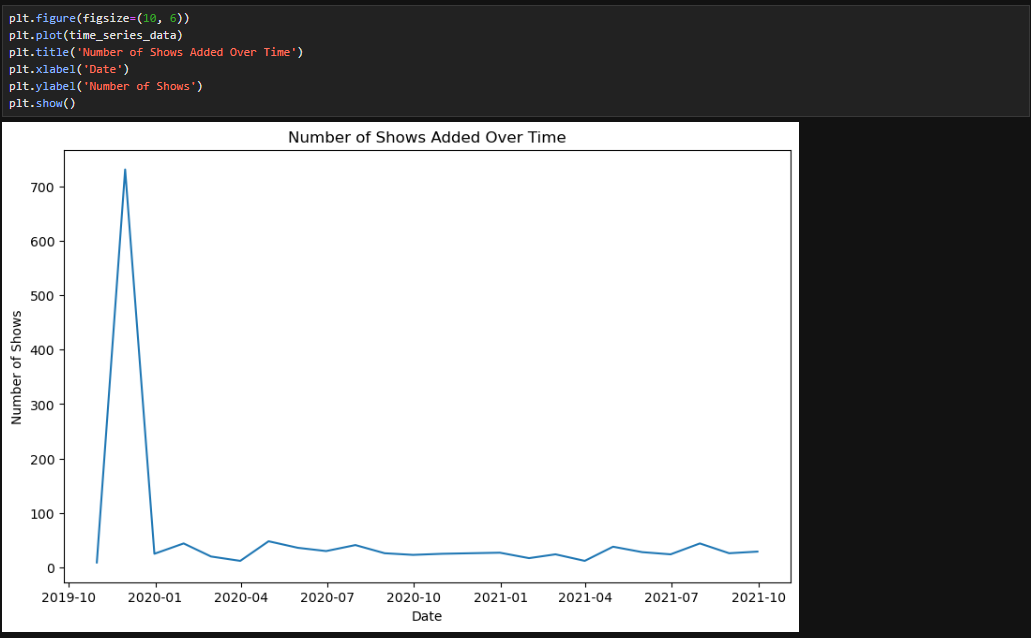 plt.figure(figsize=(10, 6))
plt.plot(time_series_data)
plt.title('Number of Shows Added Over Time')
plt.xlabel('Date')
plt.ylabel('Number of Shows')
plt.show()
Number of Shows Added Over Time
Number of Shows
700
600
500
400
300
200
100
0
2019-10 2020-01 2020-04 2020-07 2020-10 2021-01 2021-04 2021-07 2021-10
Date